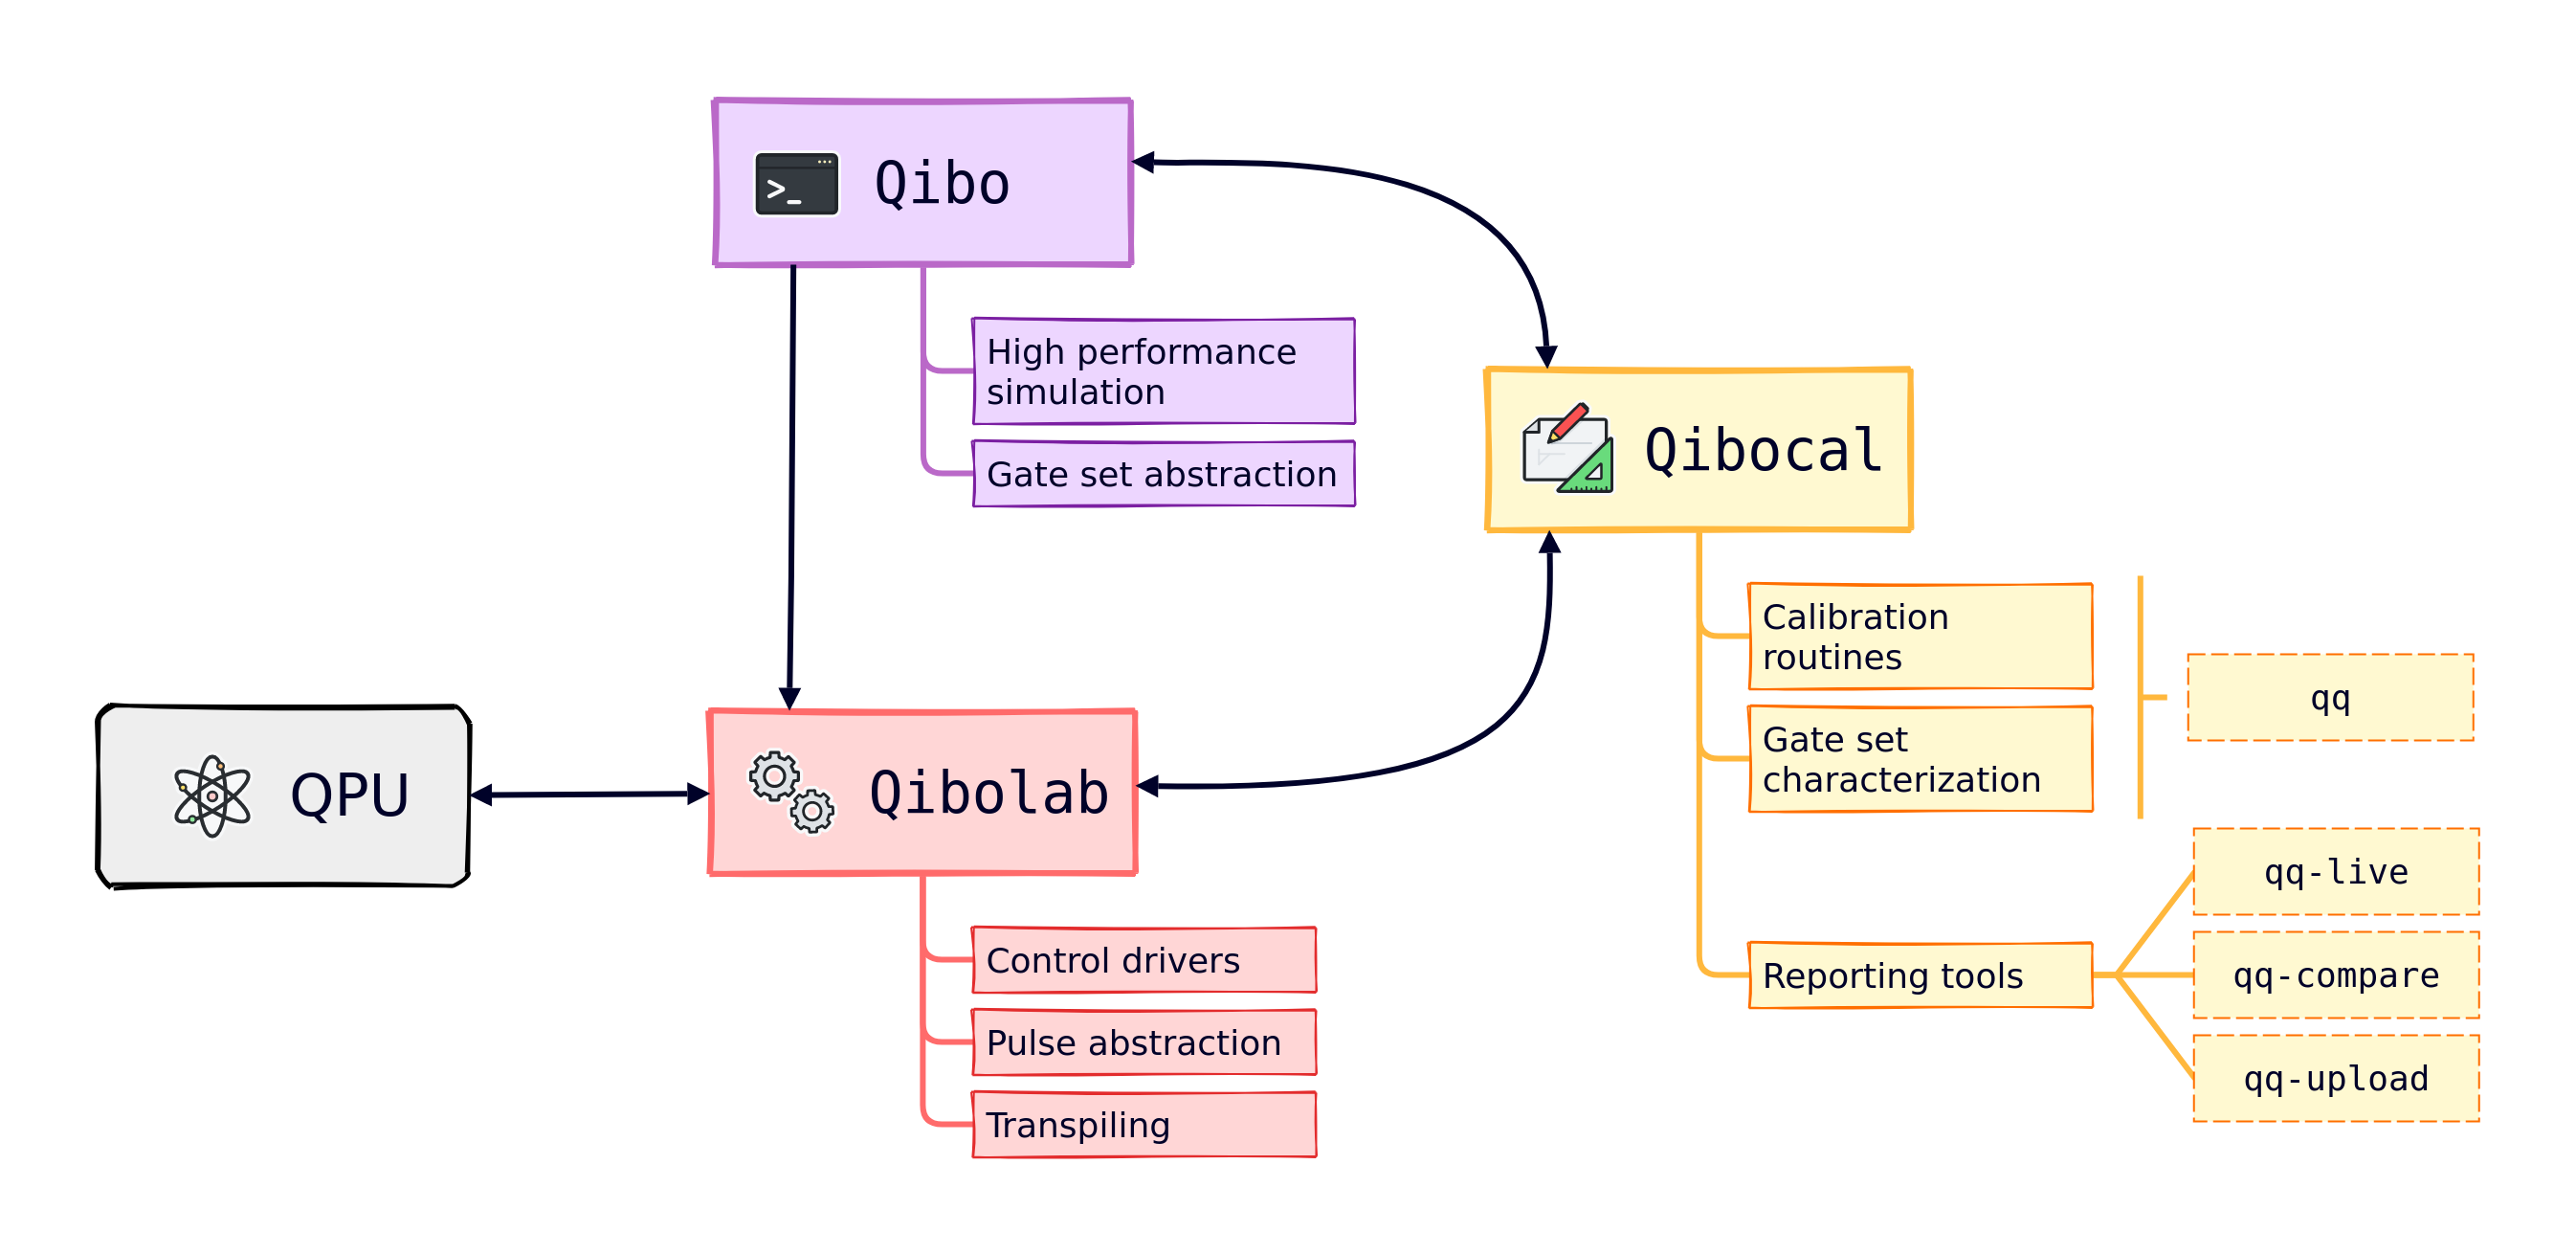 >_
Qibo
High performance
simulation
Gate set abstraction
Qibocal
Calibration
routines
Gate set
characterization
qq
Reporting tools
qq-live
qq-compare
qq-upload
QPU
Qibolab
Control drivers
Pulse abstraction
Transpiling